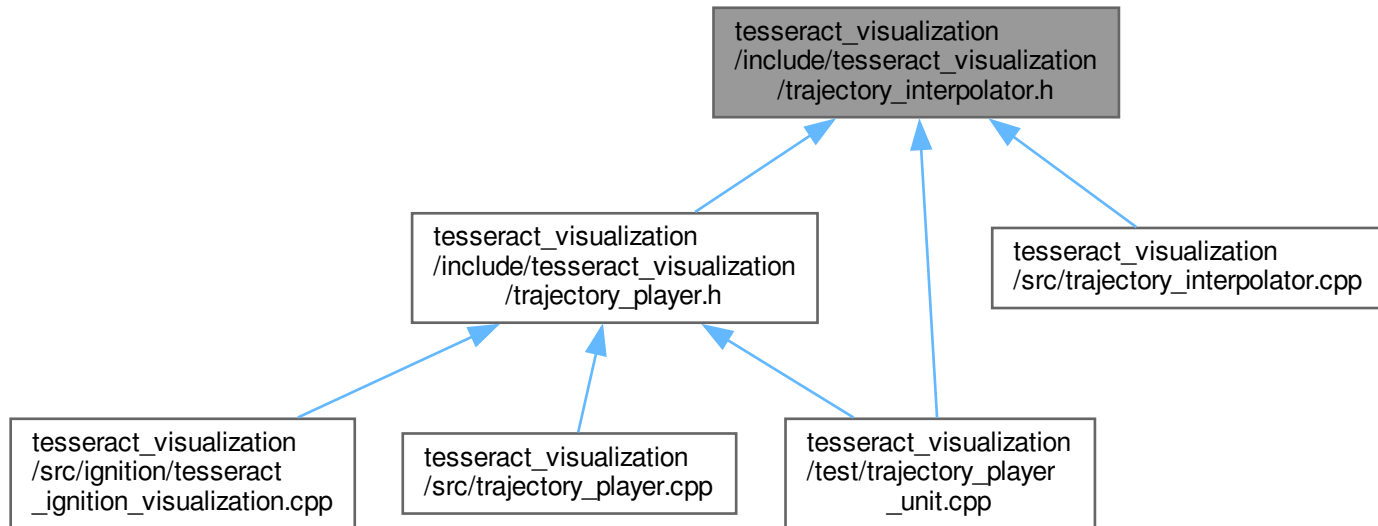 tesseract_visualization
/include/tesseract_visualization
/trajectory_interpolator.h
tesseract_visualization
/include/tesseract_visualization
/trajectory_player.h
tesseract_visualization
/src/trajectory_interpolator.cpp
tesseract_visualization
/src/ignition/tesseract
_ignition_visualization.cpp
tesseract_visualization
/src/trajectory_player.cpp
tesseract_visualization
/test/trajectory_player
_unit.cpp